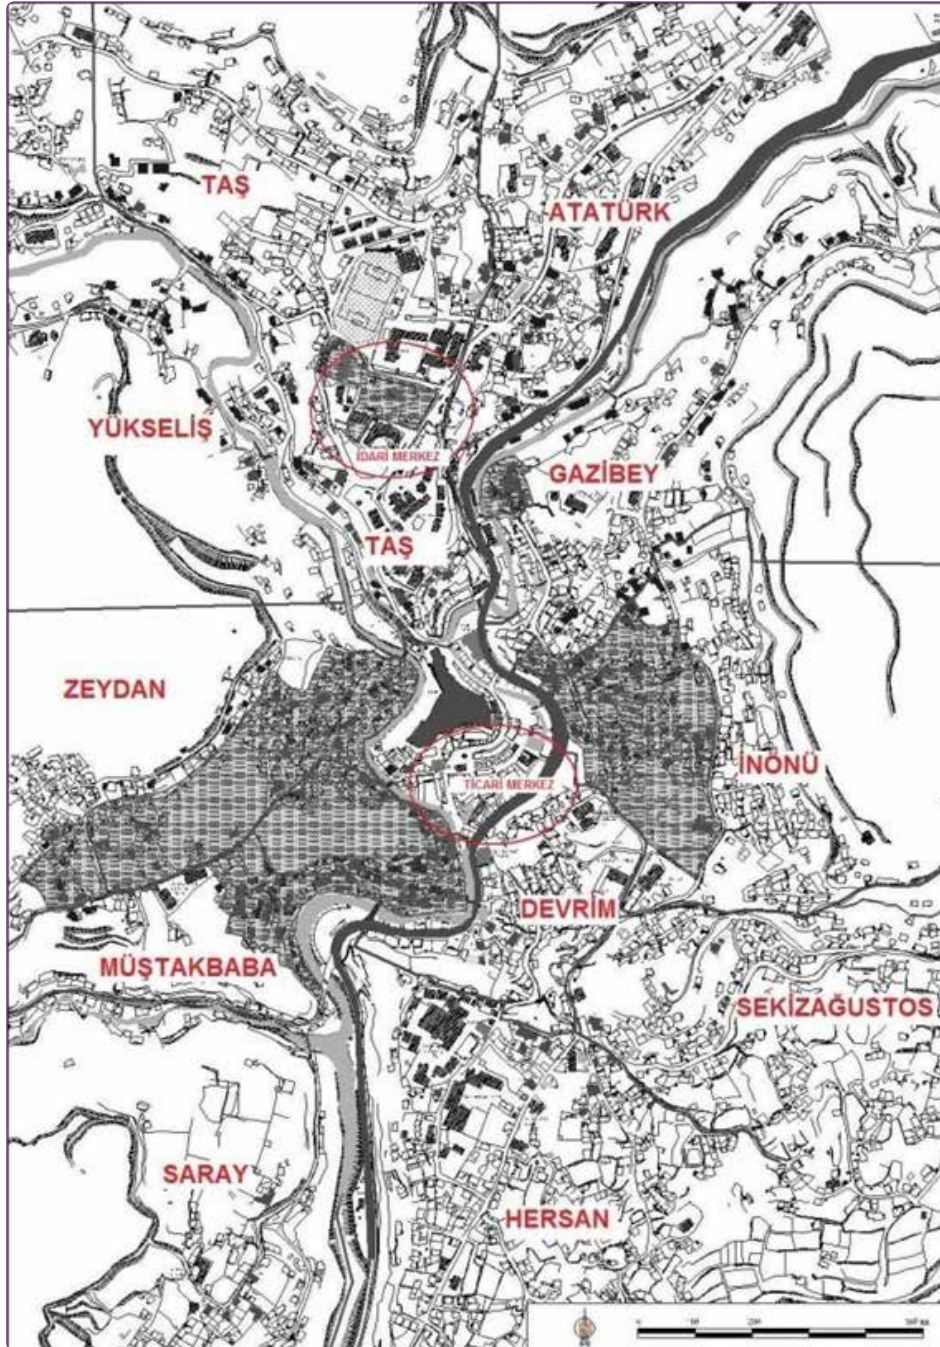 TAŞ
ATATÜRK
YÜKSELİŞ
İDARİ MERKEZ
GAZİBEY
TAŞ
ZEYDAN
İNÖNÜ
TİCARİ MERKEZ
DEVRİM
MÜŞTAKBABA
SEKİZAĞUSTOS
SARAY
HERSAN